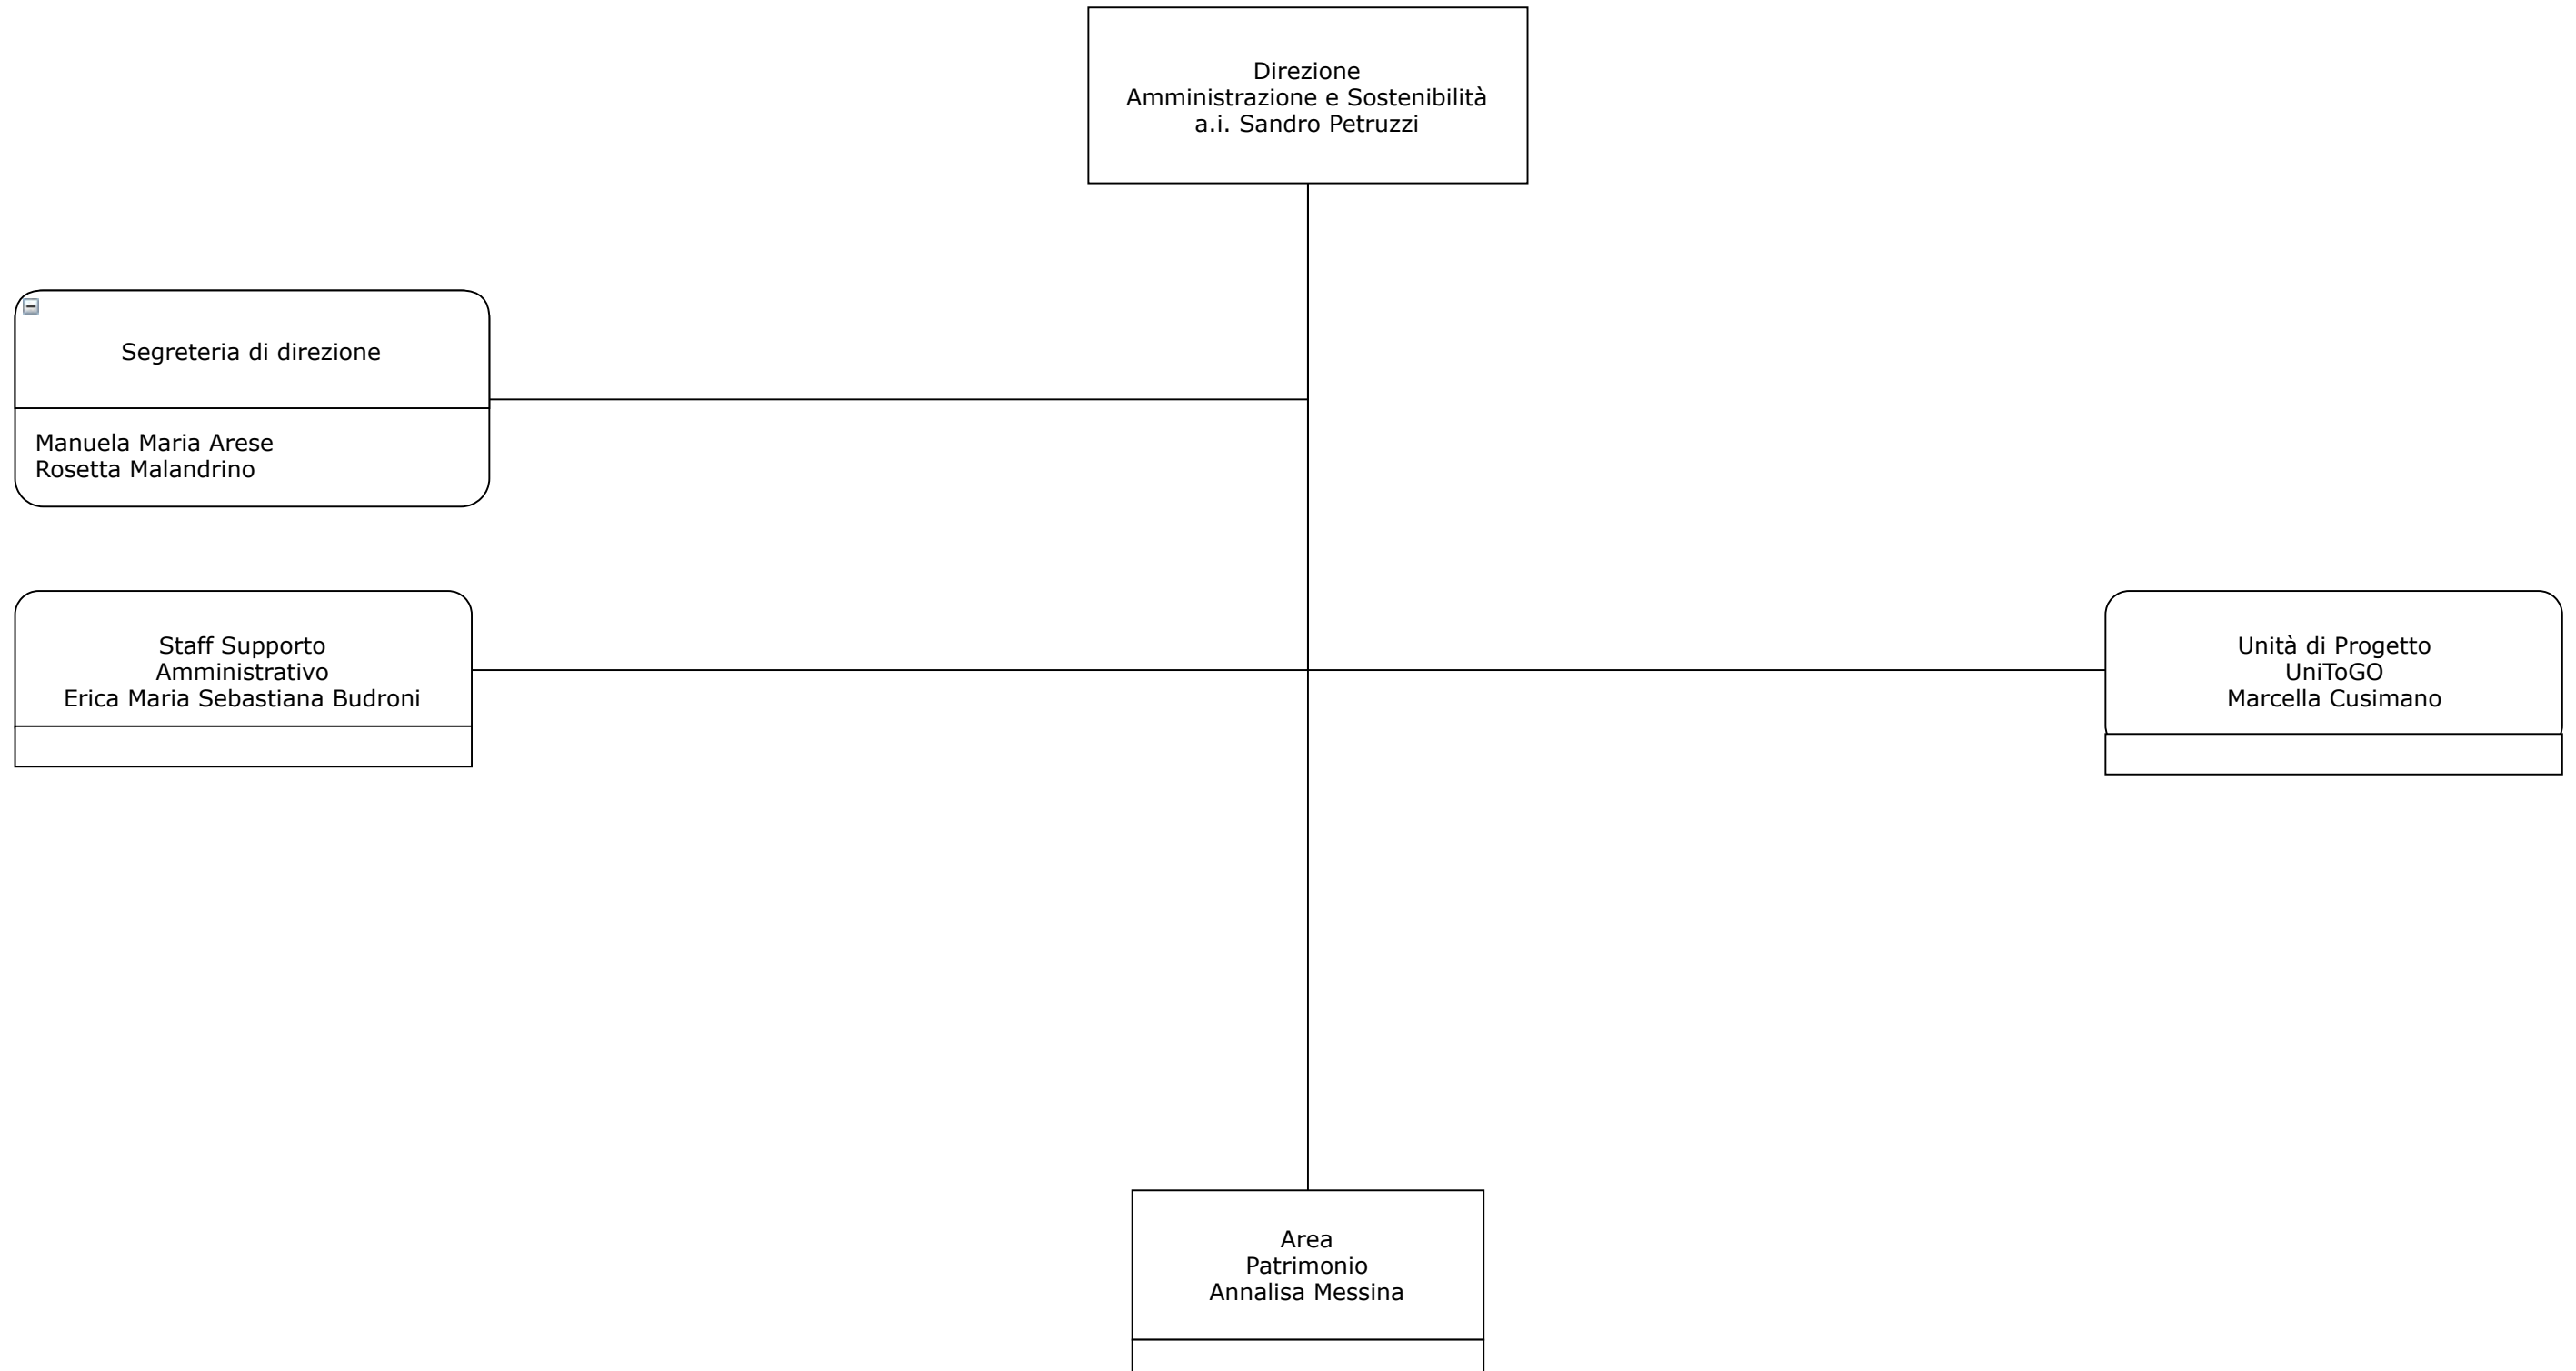 Direzione
Amministrazione e Sostenibilità
a.i. Sandro Petruzzi
Segreteria di direzione
Manuela Maria Arese
Rosetta Malandrino
Staff Supporto
Amministrativo
Erica Maria Sebastiana Budroni
Unità di Progetto
UniToGO
Marcella Cusimano
Area
Patrimonio
Annalisa Messina